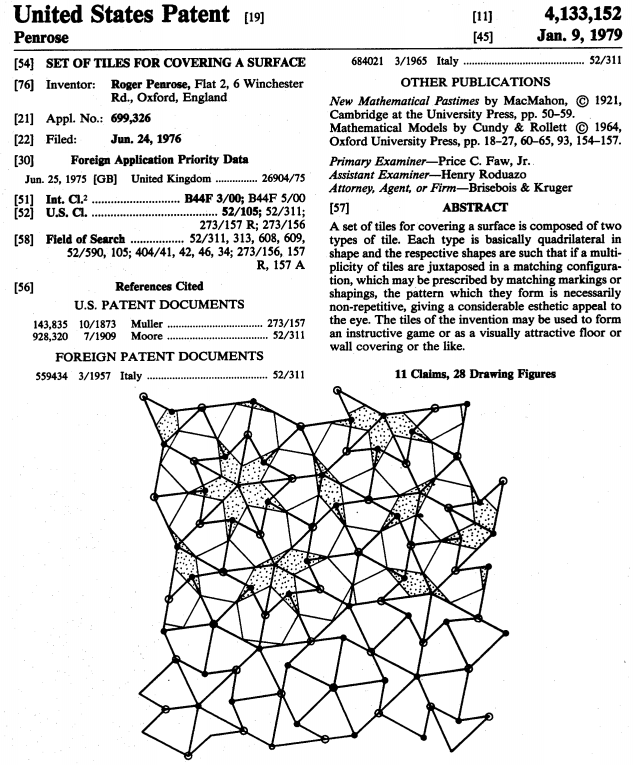 United States Patent [19]
Penrose
[11] 4,133,152
[45] Jan. 9, 1979
[54] SET OF TILES FOR COVERING A SURFACE
[76] Inventor: Roger Penrose, Flat 2, 6 Winchester
Rd., Oxford, England
[21] Appl. No.: 699,326
[22] Filed: Jun. 24, 1976
[30] Foreign Application Priority Data
Jun. 25, 1975 [GB] United Kingdom ............... 26904/75
[51] Int. Cl.² .......................... B44F 3/00; B44F 5/00
[52] U.S. Cl. ................................... 52/105; 52/311;
273/157 R; 273/156
[58] Field of Search ................ 52/311, 313, 608, 609,
52/590, 105; 404/41, 42, 46, 34; 273/156, 157
R, 157 A
[56] References Cited
U.S. PATENT DOCUMENTS
143,835 10/1873 Muller ............................. 273/157
928,320 7/1909 Moore ............................... 52/311
FOREIGN PATENT DOCUMENTS
559434 3/1957 Italy ........................................ 52/311
684021 3/1965 Italy ........................................ 52/311
OTHER PUBLICATIONS
New Mathematical Pastimes by MacMahon, © 1921,
Cambridge at the University Press, pp. 50-59.
Mathematical Models by Cundy & Rollett © 1964,
Oxford University Press, pp. 18-27, 60-65, 93, 154-157.
Primary Examiner—Price C. Faw, Jr.
Assistant Examiner—Henry Roduazo
Attorney, Agent, or Firm—Brisebois & Kruger
[57] ABSTRACT
A set of tiles for covering a surface is composed of two
types of tile. Each type is basically quadrilateral in
shape and the respective shapes are such that if a multi-
plicity of tiles are juxtaposed in a matching configura-
tion, which may be prescribed by matching markings or
shapings, the pattern which they form is necessarily
non-repetitive, giving a considerable esthetic appeal to
the eye. The tiles of the invention may be used to form
an instructive game or as a visually attractive floor or
wall covering or the like.
11 Claims, 28 Drawing Figures